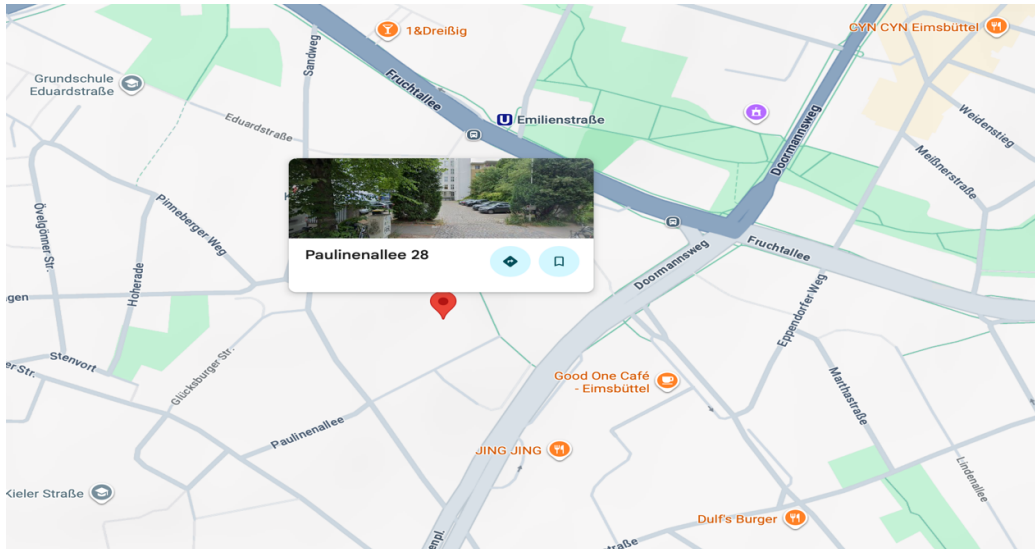 1&Dreißig
CYN CYN Eimsbüttel
Sandweg
Grundschule
Eduardstraße
Fruchtallee
Emilienstraße
Eduardstraße
Doormannsweg
Weidenstieg
Meißnerstraße
Övelgönner Str.
Pinneberger Weg
Paulinenallee 28
Fruchtallee
Doormannsweg
Hoherade
Eppendorfer Weg
Stenvort
Glücksburger Str.
Good One Café
- Eimsbüttel
Marthastraße
Paulinenallee
JING JING
Lindenallee
Kieler Straße
Dulf's Burger